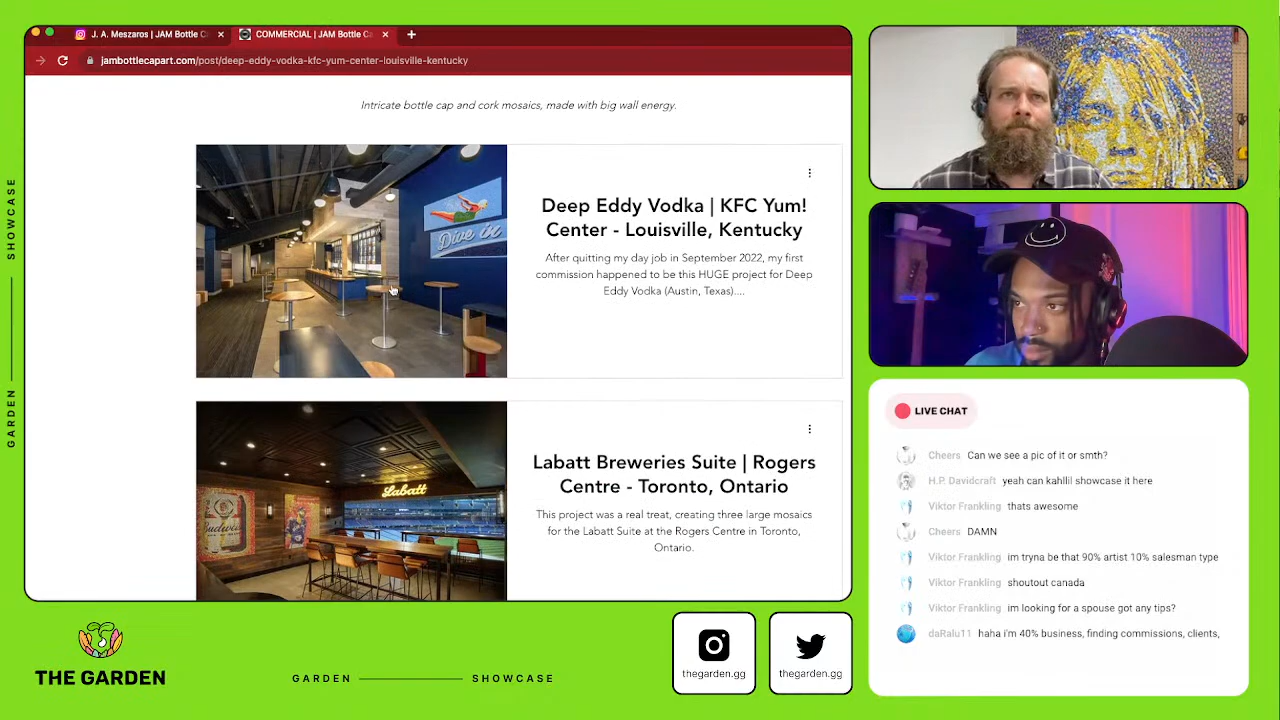 J. A. Meszaros | JAM Bottle C
COMMERCIAL | JAM Bottle Ca
jambottlecapart.com/post/deep-eddy-vodka-kfc-yum-center-louisville-kentucky
Intricate bottle cap and cork mosaics, made with big wall energy.
Dive in
Deep Eddy Vodka | KFC Yum!
Center - Louisville, Kentucky
After quitting my day job in September 2022, my first
commission happened to be this HUGE project for Deep
Eddy Vodka (Austin, Texas)....
Labatt
Budweiser
Labatt Breweries Suite | Rogers
Centre - Toronto, Ontario
This project was a real treat, creating three large mosaics
for the Labatt Suite at the Rogers Centre in Toronto,
Ontario.
GARDEN SHOWCASE
LIVE CHAT
Cheers Can we see a pic of it or smth?
H.P. Davidcraft yeah can kahllil showcase it here
Viktor Frankling thats awesome
Cheers DAMN
Viktor Frankling im tryna be that 90% artist 10% salesman type
Viktor Frankling shoutout canada
Viktor Frankling im looking for a spouse got any tips?
daRalu11 haha i'm 40% business, finding commissions, clients,
THE GARDEN
GARDEN SHOWCASE
thegarden.gg
thegarden.gg